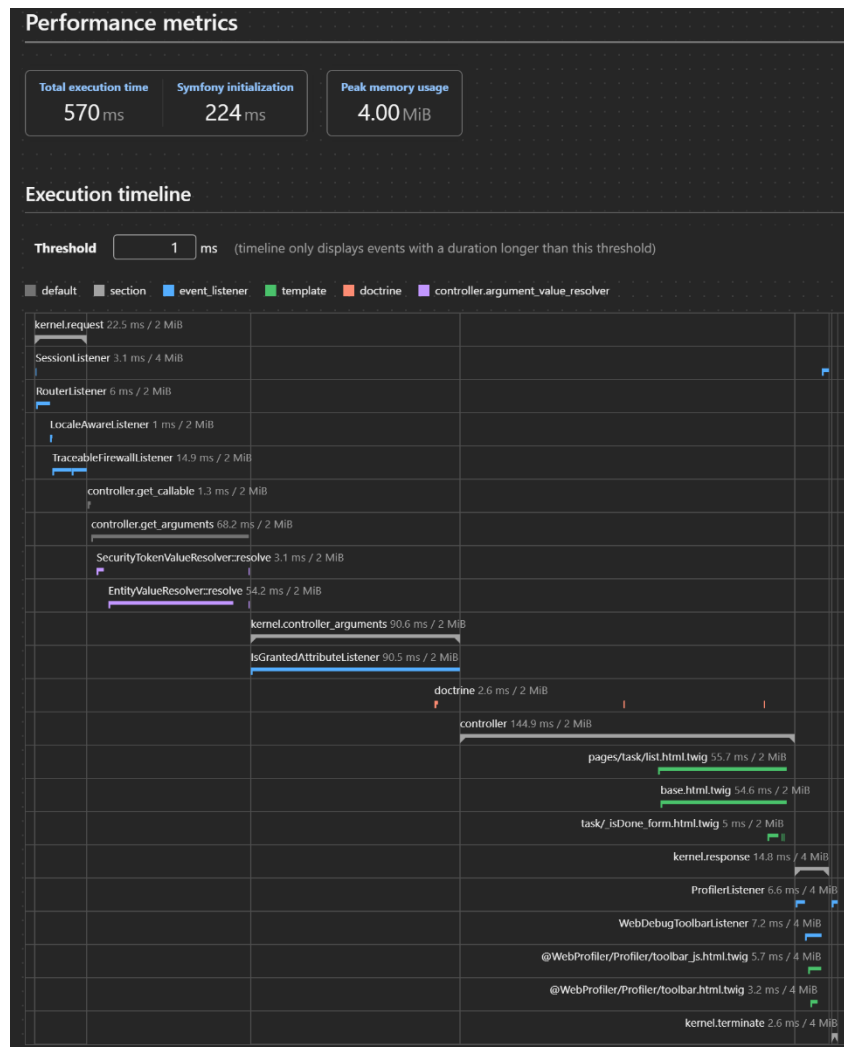 Performance metrics
Total execution time Symfony initialization Peak memory usage
570 ms 224 ms 4.00 MiB
Execution timeline
Threshold 1 ms (timeline only displays events with a duration longer than this threshold)
default section event_listener template doctrine controller.argument_value_resolver
kernel.request 22.5 ms / 2 MiB
SessionListener 3.1 ms / 4 MiB
RouterListener 6 ms / 2 MiB
LocaleAwareListener 1 ms / 2 MiB
TraceableFirewallListener 14.9 ms / 2 MiB
controller.get_callable 1.3 ms / 2 MiB
controller.get_arguments 68.2 ms / 2 MiB
SecurityTokenValueResolver::resolve 3.1 ms / 2 MiB
EntityValueResolver::resolve 54.2 ms / 2 MiB
kernel.controller_arguments 90.6 ms / 2 MiB
IsGrantedAttributeListener 90.5 ms / 2 MiB
doctrine 2.6 ms / 2 MiB
controller 144.9 ms / 2 MiB
pages/task/list.html.twig 55.7 ms / 2 MiB
base.html.twig 54.6 ms / 2 MiB
task/_isDone_form.html.twig 5 ms / 2 MiB
kernel.response 14.8 ms / 4 MiB
ProfilerListener 6.6 ms / 4 MiB
WebDebugToolbarListener 7.2 ms / 4 MiB
@WebProfiler/Profiler/toolbar_js.html.twig 5.7 ms / 4 MiB
@WebProfiler/Profiler/toolbar.html.twig 3.2 ms / 4 MiB
kernel.terminate 2.6 ms / 4 MiB